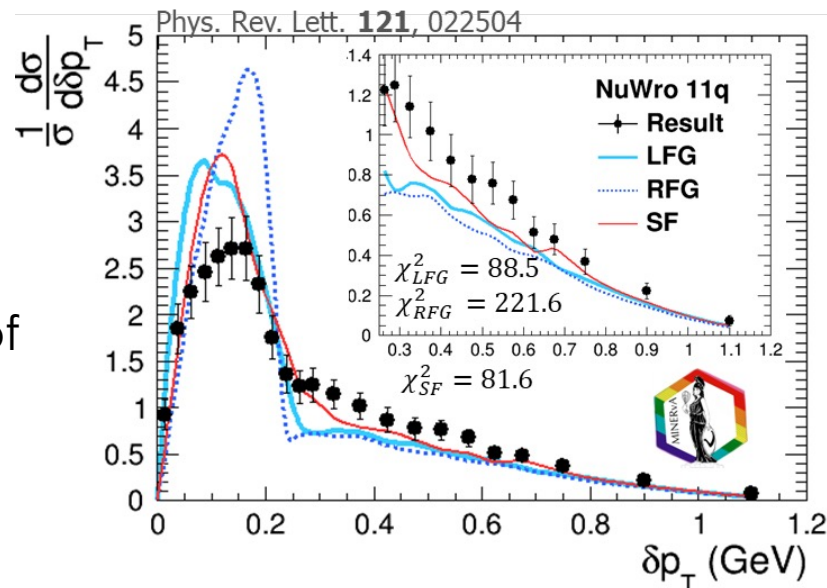 Phys. Rev. Lett. 121, 022504
1/σ dσ/dδp_T
5
4.5
4
3.5
3
2.5
2
1.5
1
0.5
0
0 0.2 0.4 0.6 0.8 1 1.2
δp_T (GeV)
of
.4
1.2
1
0.8
0.6
0.4
.2
0
0.3 0.4 0.5 0.6 0.7 0.8 0.9 1 1.1 1.2
NuWro 11q
Result
LFG
RFG
SF
χ²_LFG = 88.5
χ²_RFG = 221.6
χ²_SF = 81.6
MINERvA